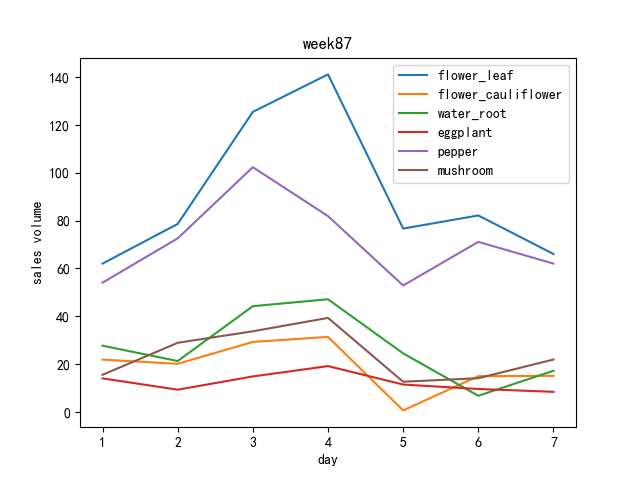 week87
flower_leaf
flower_cauliflower
water_root
eggplant
pepper
mushroom
sales volume
140
120
100
80
60
40
20
0
1 2 3 4 5 6 7
day